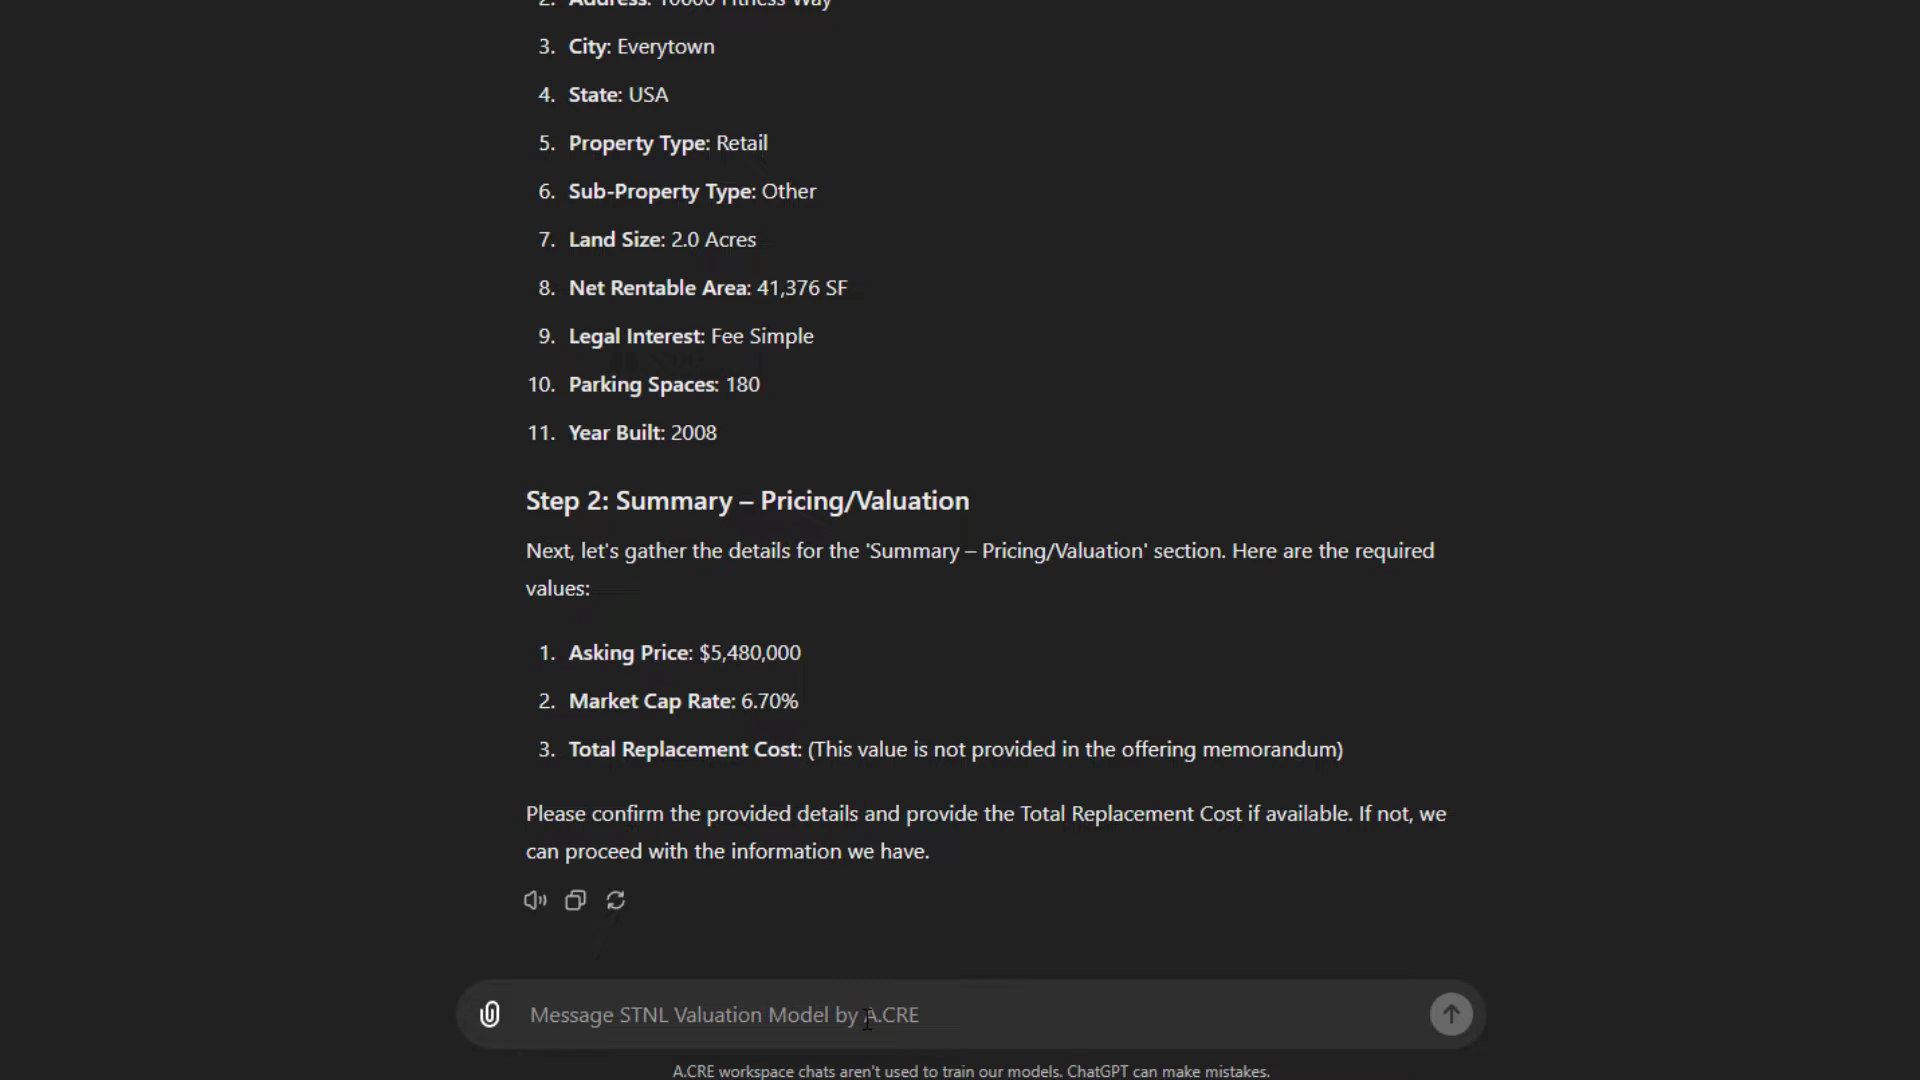 2. Address: 10000 Fitness Way
3. City: Everytown
4. State: USA
5. Property Type: Retail
6. Sub-Property Type: Other
7. Land Size: 2.0 Acres
8. Net Rentable Area: 41,376 SF
9. Legal Interest: Fee Simple
10. Parking Spaces: 180
11. Year Built: 2008
Step 2: Summary – Pricing/Valuation
Next, let's gather the details for the 'Summary – Pricing/Valuation' section. Here are the required
values:
1. Asking Price: $5,480,000
2. Market Cap Rate: 6.70%
3. Total Replacement Cost: (This value is not provided in the offering memorandum)
Please confirm the provided details and provide the Total Replacement Cost if available. If not, we
can proceed with the information we have.
Message STNL Valuation Model by A.CRE
A.CRE workspace chats aren't used to train our models. ChatGPT can make mistakes.